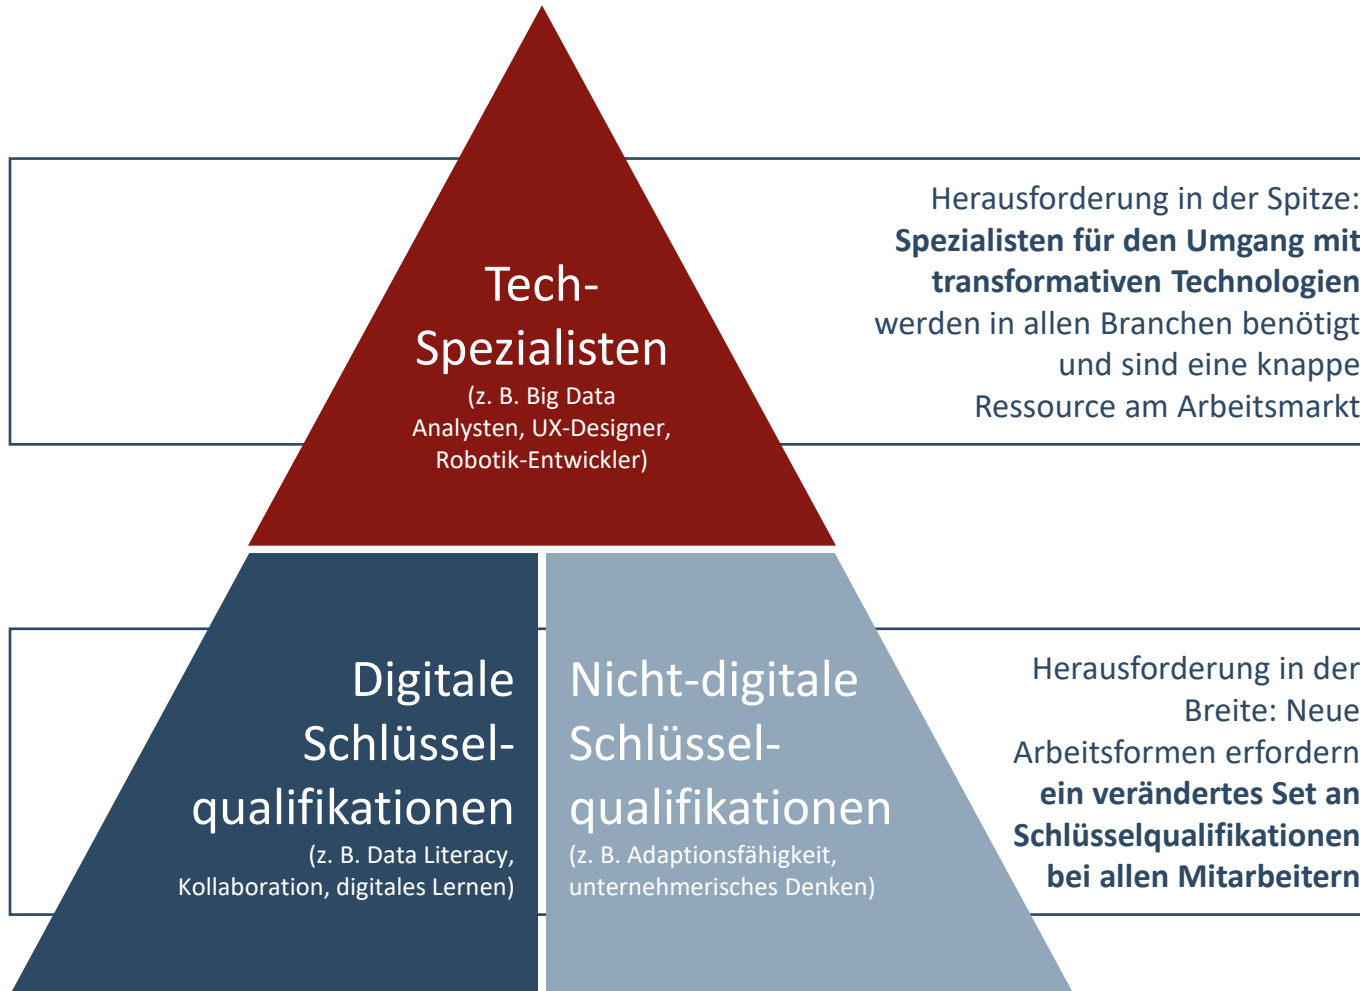 Herausforderung in der Spitze:
Spezialisten für den Umgang mit
transformativen Technologien
werden in allen Branchen benötigt
und sind eine knappe
Ressource am Arbeitsmarkt
Tech-
Spezialisten
(z. B. Big Data
Analysten, UX-Designer,
Robotik-Entwickler)
Digitale
Schlüssel-
qualifikationen
(z. B. Data Literacy,
Kollaboration, digitales Lernen)
Nicht-digitale
Schlüssel-
qualifikationen
(z. B. Adaptionsfähigkeit,
unternehmerisches Denken)
Herausforderung in der
Breite: Neue
Arbeitsformen erfordern
ein verändertes Set an
Schlüsselqualifikationen
bei allen Mitarbeitern